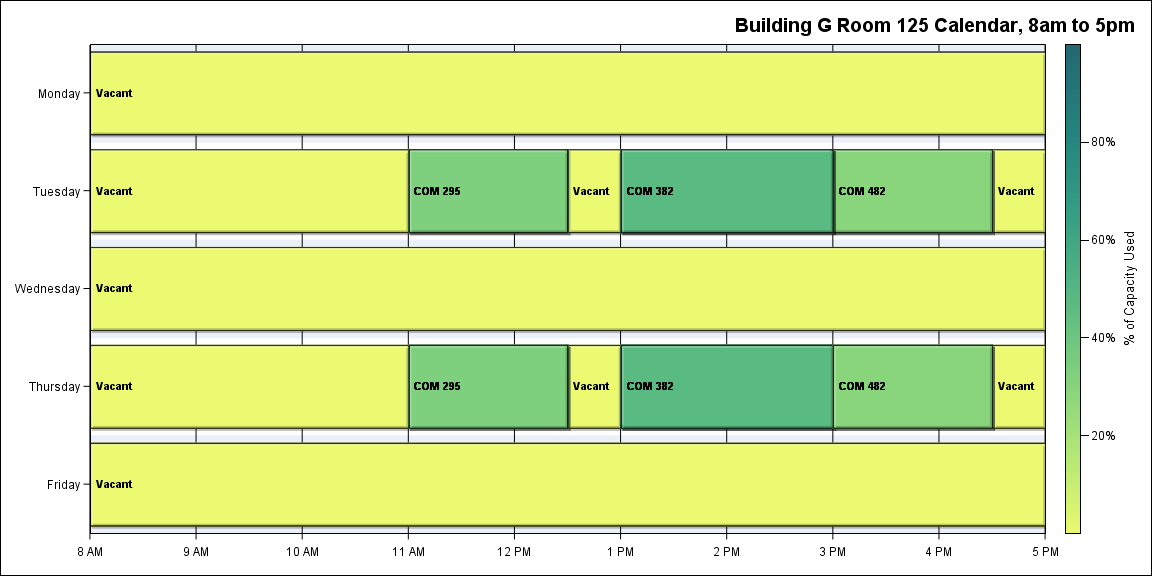 Building G Room 125 Calendar, 8am to 5pm
Monday
Vacant
Tuesday
Vacant
COM 295
Vacant
COM 382
COM 482
Vacant
Wednesday
Vacant
Thursday
Vacant
COM 295
Vacant
COM 382
COM 482
Vacant
Friday
Vacant
8 AM
9 AM
10 AM
11 AM
12 PM
1 PM
2 PM
3 PM
4 PM
5 PM
80%
60%
40%
20%
% of Capacity Used